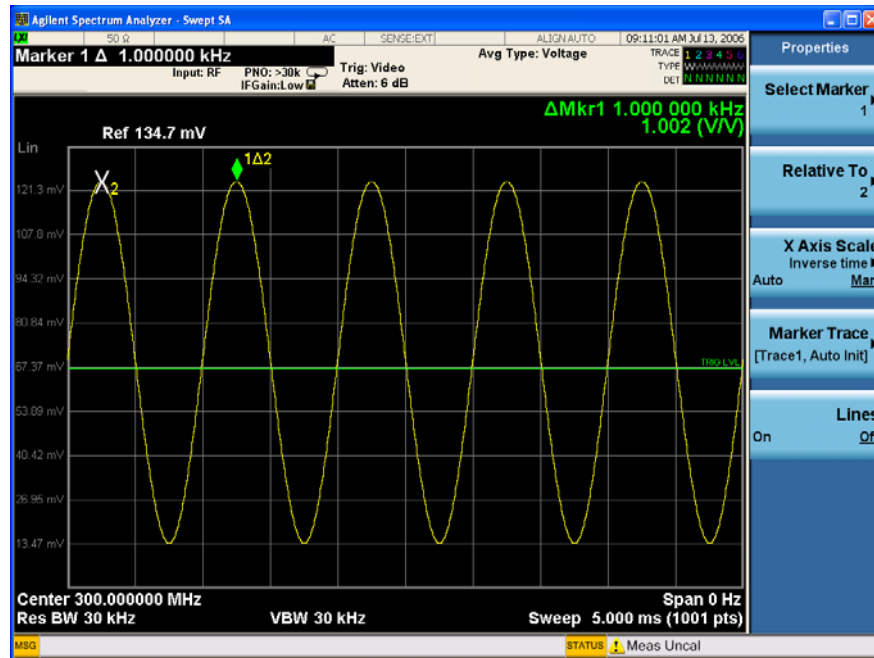 Agilent Spectrum Analyzer - Swept SA
LXI 50 Ω AC SENSE:EXT ALIGN AUTO 09:11:01 AM Jul 13, 2006
Marker 1 Δ 1.000000 kHz
Input: RF
PNO: >30k
IFGain:Low
Trig: Video
Atten: 6 dB
Avg Type: Voltage
TRACE 1 2 3 4 5 6
TYPE WWWWWW
DET N N N N N N
ΔMkr1 1.000 000 kHz
1.002 (V/V)
Ref 134.7 mV
Lin
1Δ2
X2
121.3 mV
107.8 mV
94.32 mV
80.84 mV
67.37 mV
TRIG LVL
53.89 mV
40.42 mV
26.95 mV
13.47 mV
Center 300.000000 MHz
Span 0 Hz
Res BW 30 kHz
VBW 30 kHz
Sweep 5.000 ms (1001 pts)
MSG
STATUS Meas Uncal
Properties
Select Marker
1
Relative To
2
X Axis Scale
Inverse time
Auto Man
Marker Trace
[Trace1, Auto Init]
Lines
On Off